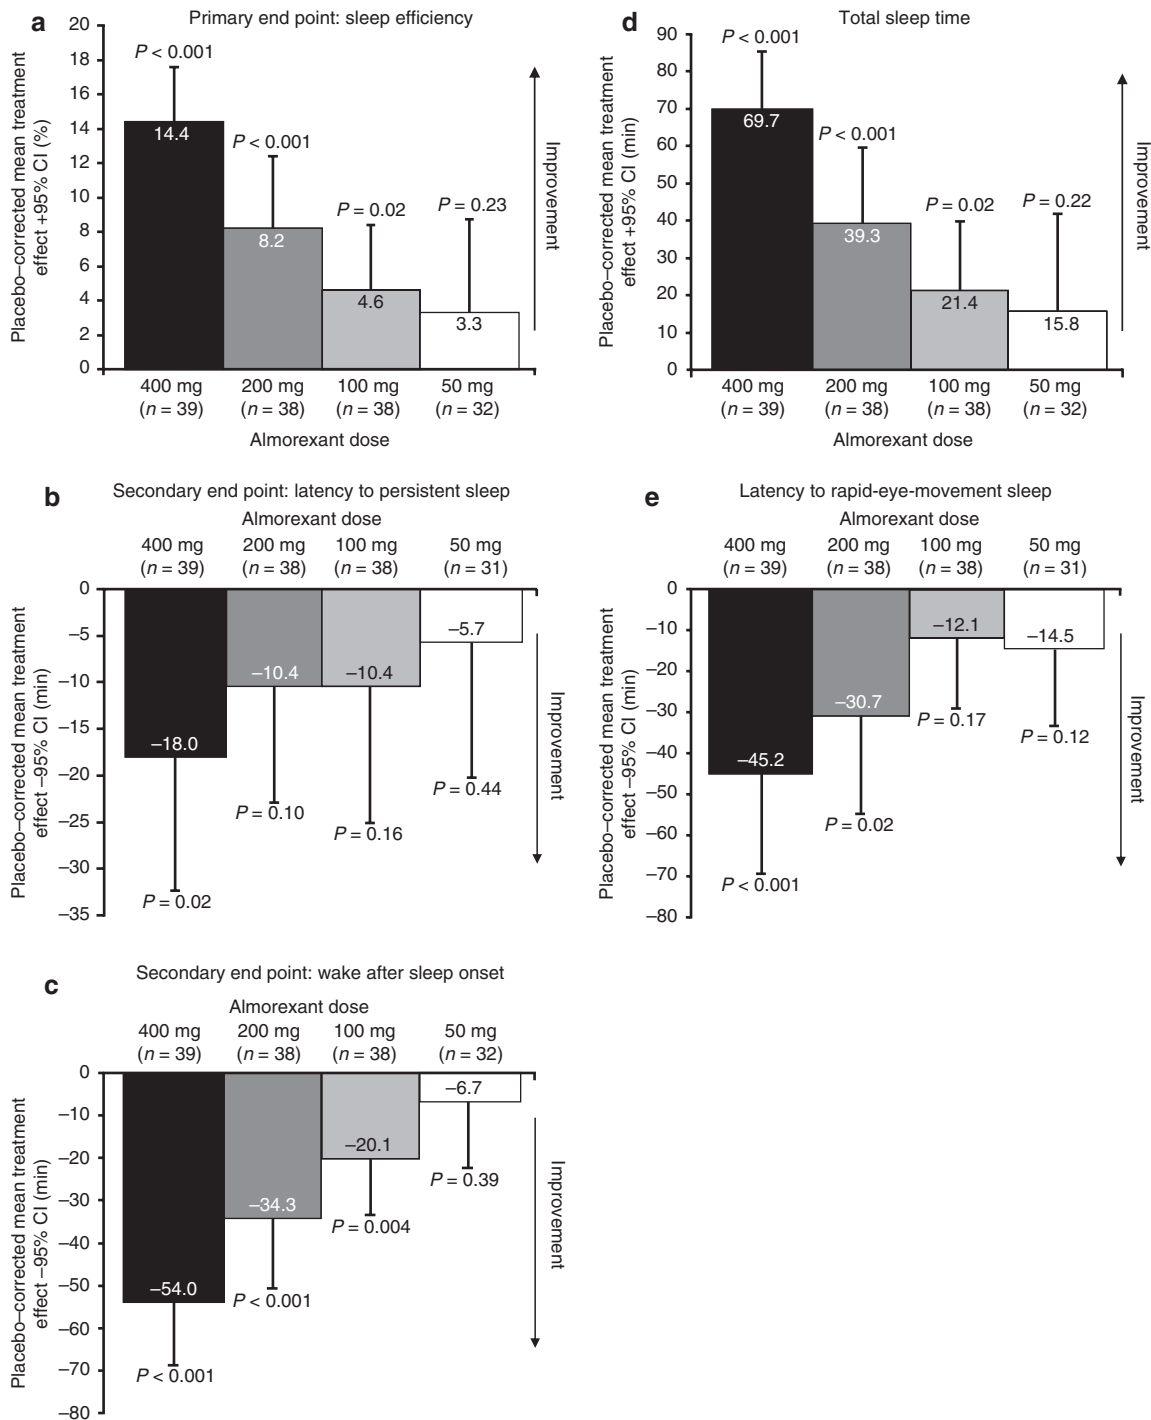 a
Primary end point: sleep efficiency
Placebo–corrected mean treatment
effect +95% CI (%)
20
18
16
14
12
10
8
6
4
2
0
P < 0.001
P < 0.001
P = 0.02
P = 0.23
14.4
8.2
4.6
3.3
Improvement
400 mg 200 mg 100 mg 50 mg
(n = 39) (n = 38) (n = 38) (n = 32)
Almorexant dose
d
Total sleep time
Placebo–corrected mean treatment
effect +95% CI (min)
90
80
70
60
50
40
30
20
10
0
P < 0.001
P < 0.001
P = 0.02
P = 0.22
69.7
39.3
21.4
15.8
Improvement
400 mg 200 mg 100 mg 50 mg
(n = 39) (n = 38) (n = 38) (n = 32)
Almorexant dose
b
Secondary end point: latency to persistent sleep
Almorexant dose
400 mg 200 mg 100 mg 50 mg
(n = 39) (n = 38) (n = 38) (n = 31)
Placebo–corrected mean treatment
effect –95% CI (min)
0
–5
–10
–15
–20
–25
–30
–35
–18.0
–10.4
–10.4
–5.7
P = 0.02
P = 0.10
P = 0.16
P = 0.44
Improvement
e
Latency to rapid-eye-movement sleep
Almorexant dose
400 mg 200 mg 100 mg 50 mg
(n = 39) (n = 38) (n = 38) (n = 31)
Placebo–corrected mean treatment
effect –95% CI (min)
0
–10
–20
–30
–40
–50
–60
–70
–80
–45.2
–30.7
–12.1
–14.5
P < 0.001
P = 0.02
P = 0.17
P = 0.12
Improvement
c
Secondary end point: wake after sleep onset
Almorexant dose
400 mg 200 mg 100 mg 50 mg
(n = 39) (n = 38) (n = 38) (n = 32)
Placebo–corrected mean treatment
effect –95% CI (min)
0
–10
–20
–30
–40
–50
–60
–70
–80
–54.0
–34.3
–20.1
–6.7
P < 0.001
P < 0.001
P = 0.004
P = 0.39
Improvement